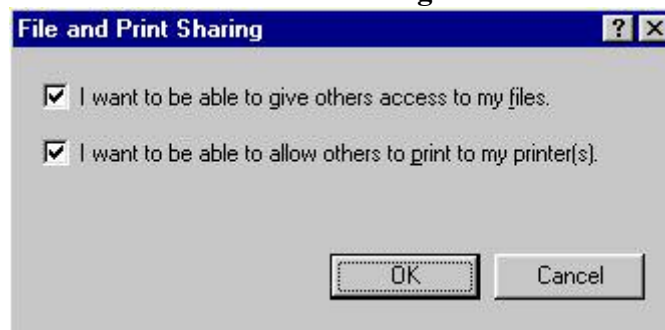 File and Print Sharing
I want to be able to give others access to my files.
I want to be able to allow others to print to my printer(s).
OK Cancel